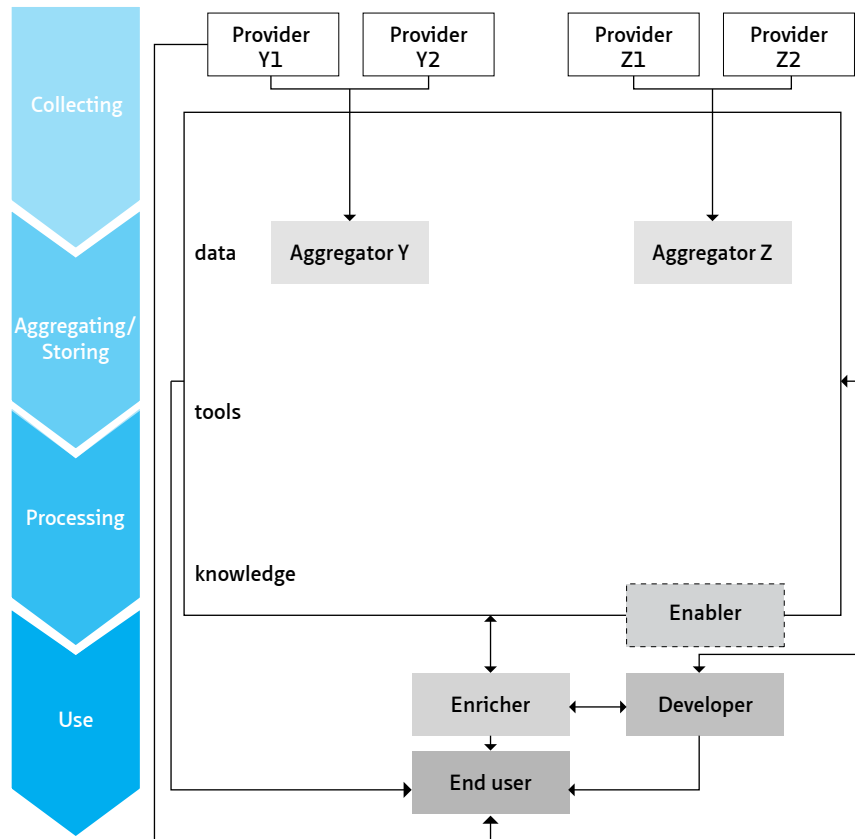 Provider
Y1
Provider
Y2
Provider
Z1
Provider
Z2
Collecting
data
Aggregator Y
Aggregator Z
Aggregating/
Storing
tools
Processing
knowledge
Enabler
Use
Enricher
Developer
End user